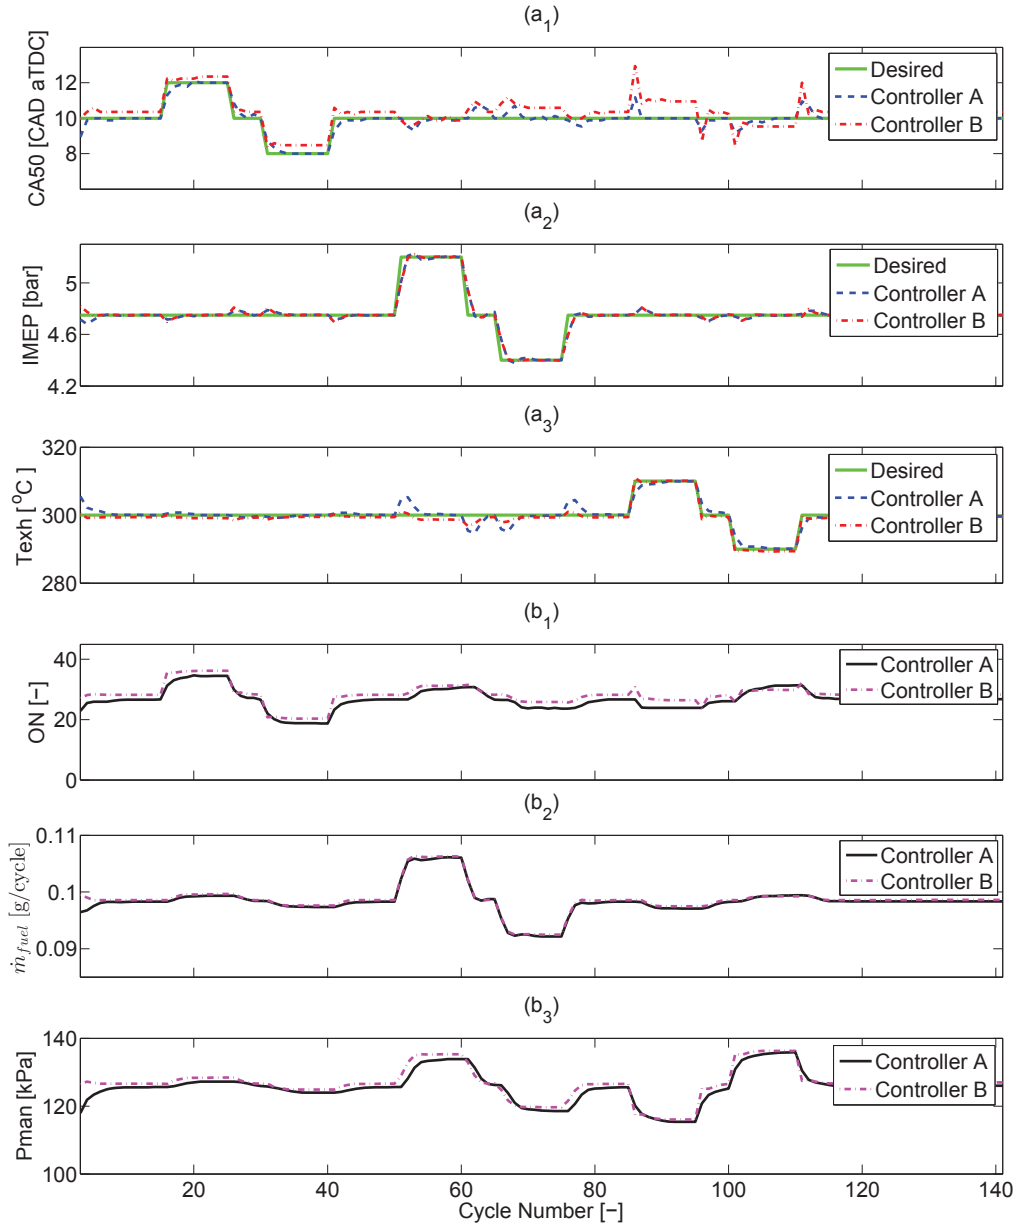 (a1)
CA50 [CAD aTDC]
12
10
8
Desired
Controller A
Controller B
(a2)
IMEP [bar]
5
4.6
4.2
Desired
Controller A
Controller B
(a3)
Texh [ oC ]
320
300
280
Desired
Controller A
Controller B
(b1)
ON [−]
40
20
0
Controller A
Controller B
(b2)
ṁfuel [g/cycle]
0.11
0.1
0.09
Controller A
Controller B
(b3)
Pman [kPa]
140
120
100
Controller A
Controller B
20 40 60 80 100 120 140
Cycle Number [−]